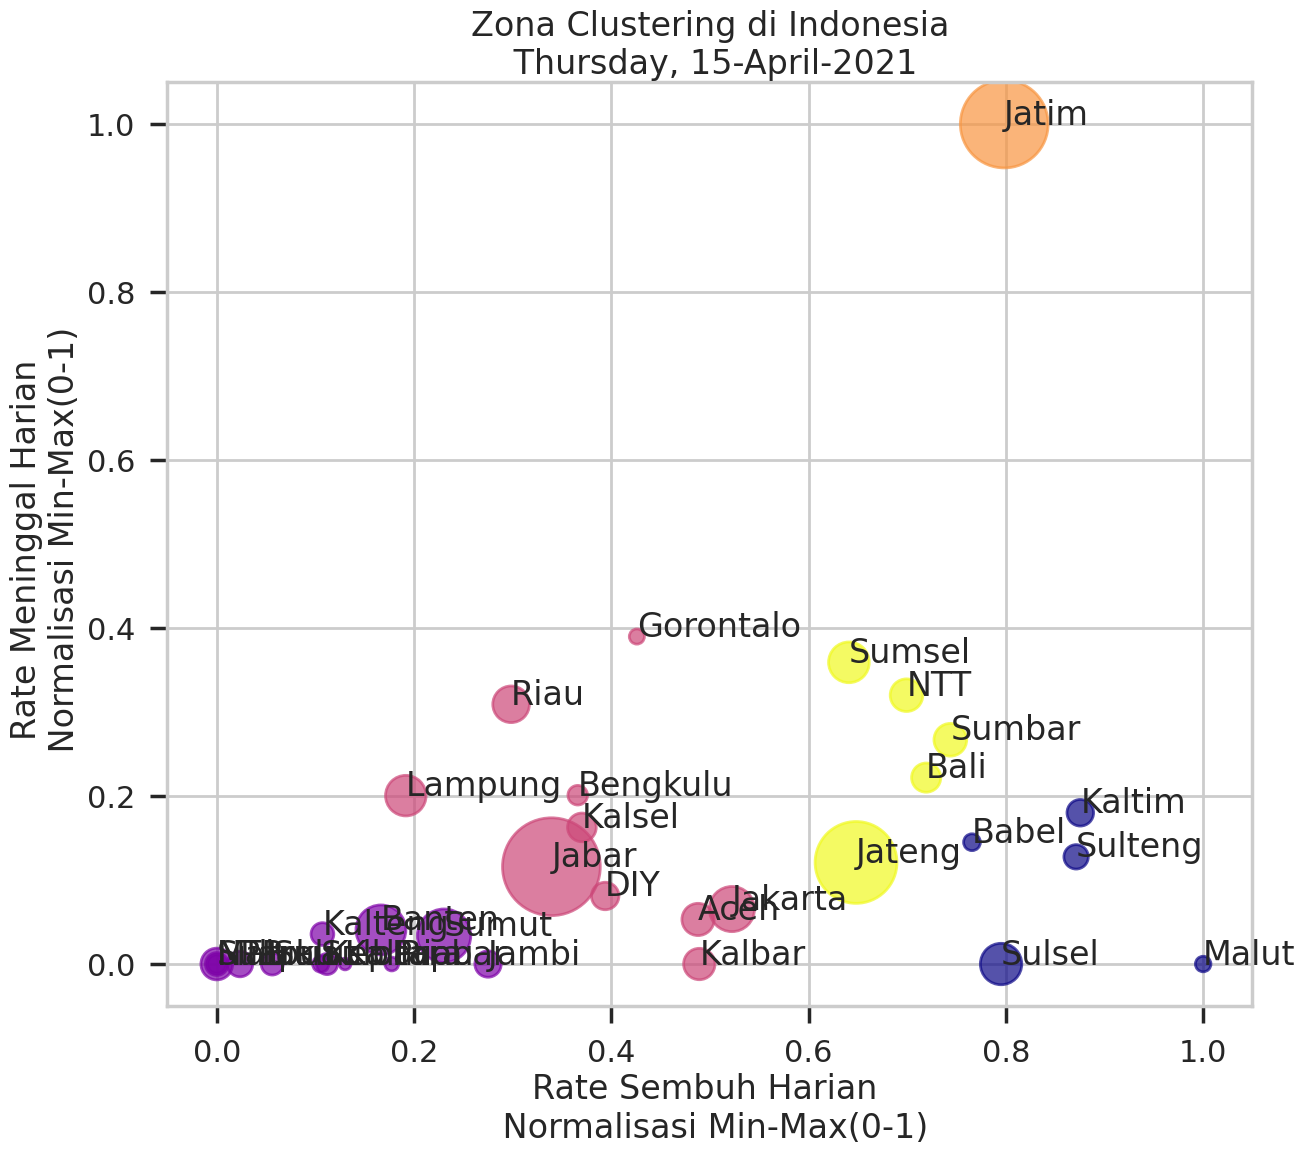 Zona Clustering di Indonesia
Thursday, 15-April-2021
Rate Meninggal Harian
Normalisasi Min-Max(0-1)
1.0
0.8
0.6
0.4
0.2
0.0
Jatim
Gorontalo
Sumsel
NTT
Riau
Sumbar
Bali
Lampung
Bengkulu
Kaltim
Kalsel
Babel
Sulteng
Jateng
Jabar
DIY
Jakarta
Aceh
Banten
Kalteng
Sumut
Jambi
Kalbar
Sulsel
Malut
0.0
0.2
0.4
0.6
0.8
1.0
Rate Sembuh Harian
Normalisasi Min-Max(0-1)